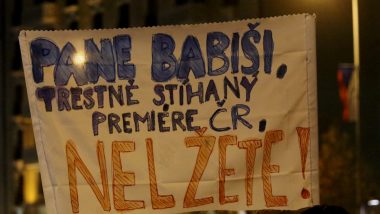 PANE BABIŠI,
TRESTNĚ STÍHANÝ
PREMIÉRE ČR,
NELŽETE!